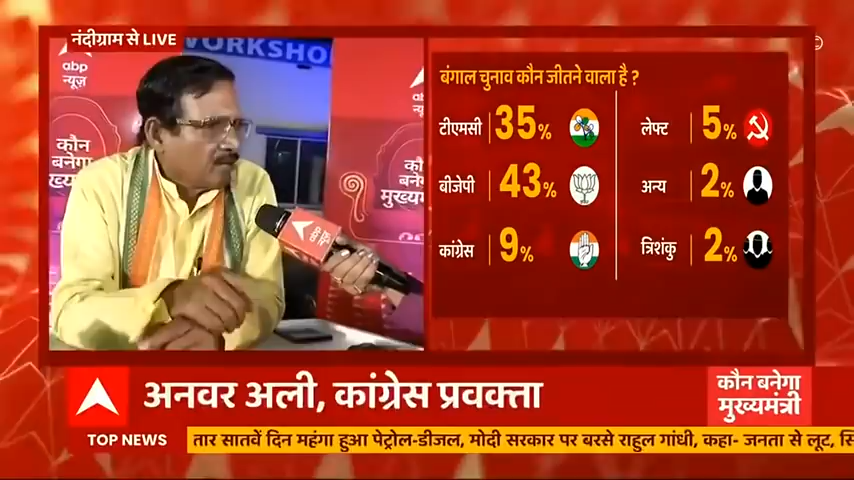 नंदीग्राम से LIVE
WORKSHO
abp
न्यूज़
कौन
बनेगा
बंगाल चुनाव कौन जीतने वाला है ?
टीएमसी 35%
लेफ्ट 5%
बीजेपी 43%
अन्य 2%
कांग्रेस 9%
त्रिशंकु 2%
अनवर अली, कांग्रेस प्रवक्ता
कौन बनेगा
मुख्यमंत्री
TOP NEWS
तार सातवें दिन महंगा हुआ पेट्रोल-डीजल, मोदी सरकार पर बरसे राहुल गांधी, कहा- जनता से लूट,